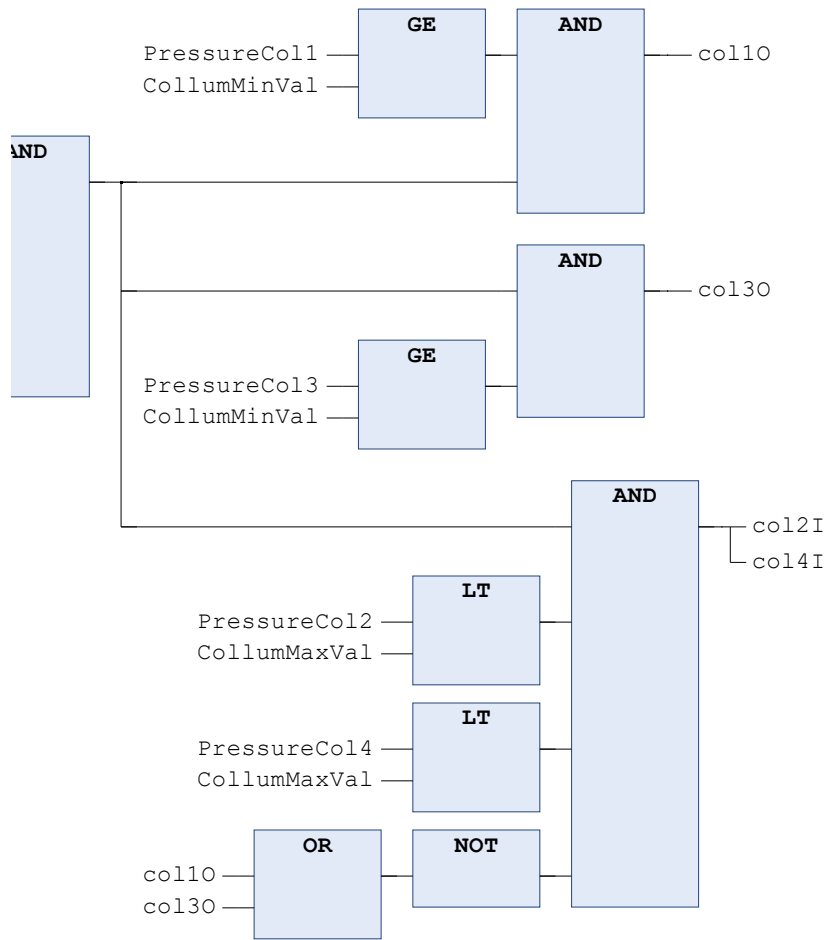 GE
AND
PressureCol1
col1O
CollumMinVal
AND
AND
col3O
GE
PressureCol3
CollumMinVal
AND
col2I
col4I
LT
PressureCol2
CollumMaxVal
LT
PressureCol4
CollumMaxVal
OR
NOT
col1O
col3O